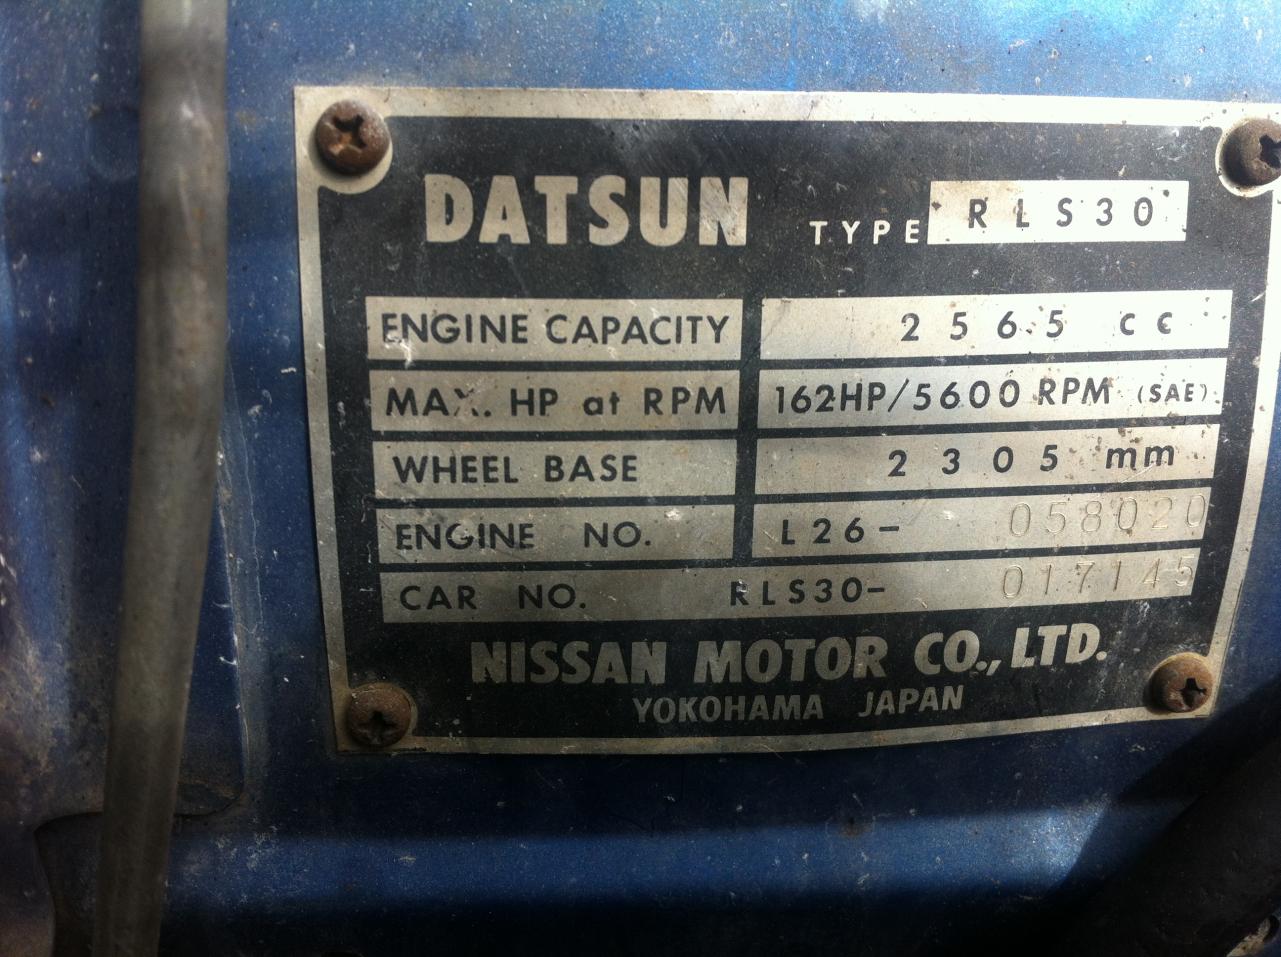 DATSUN TYPE RLS30
ENGINE CAPACITY 2565 cc
MAX. HP at RPM 162HP/5600 RPM (SAE)
WHEEL BASE 2305 mm
ENGINE NO. L26- 058020
CAR NO. RLS30- 017145
NISSAN MOTOR CO., LTD.
YOKOHAMA JAPAN